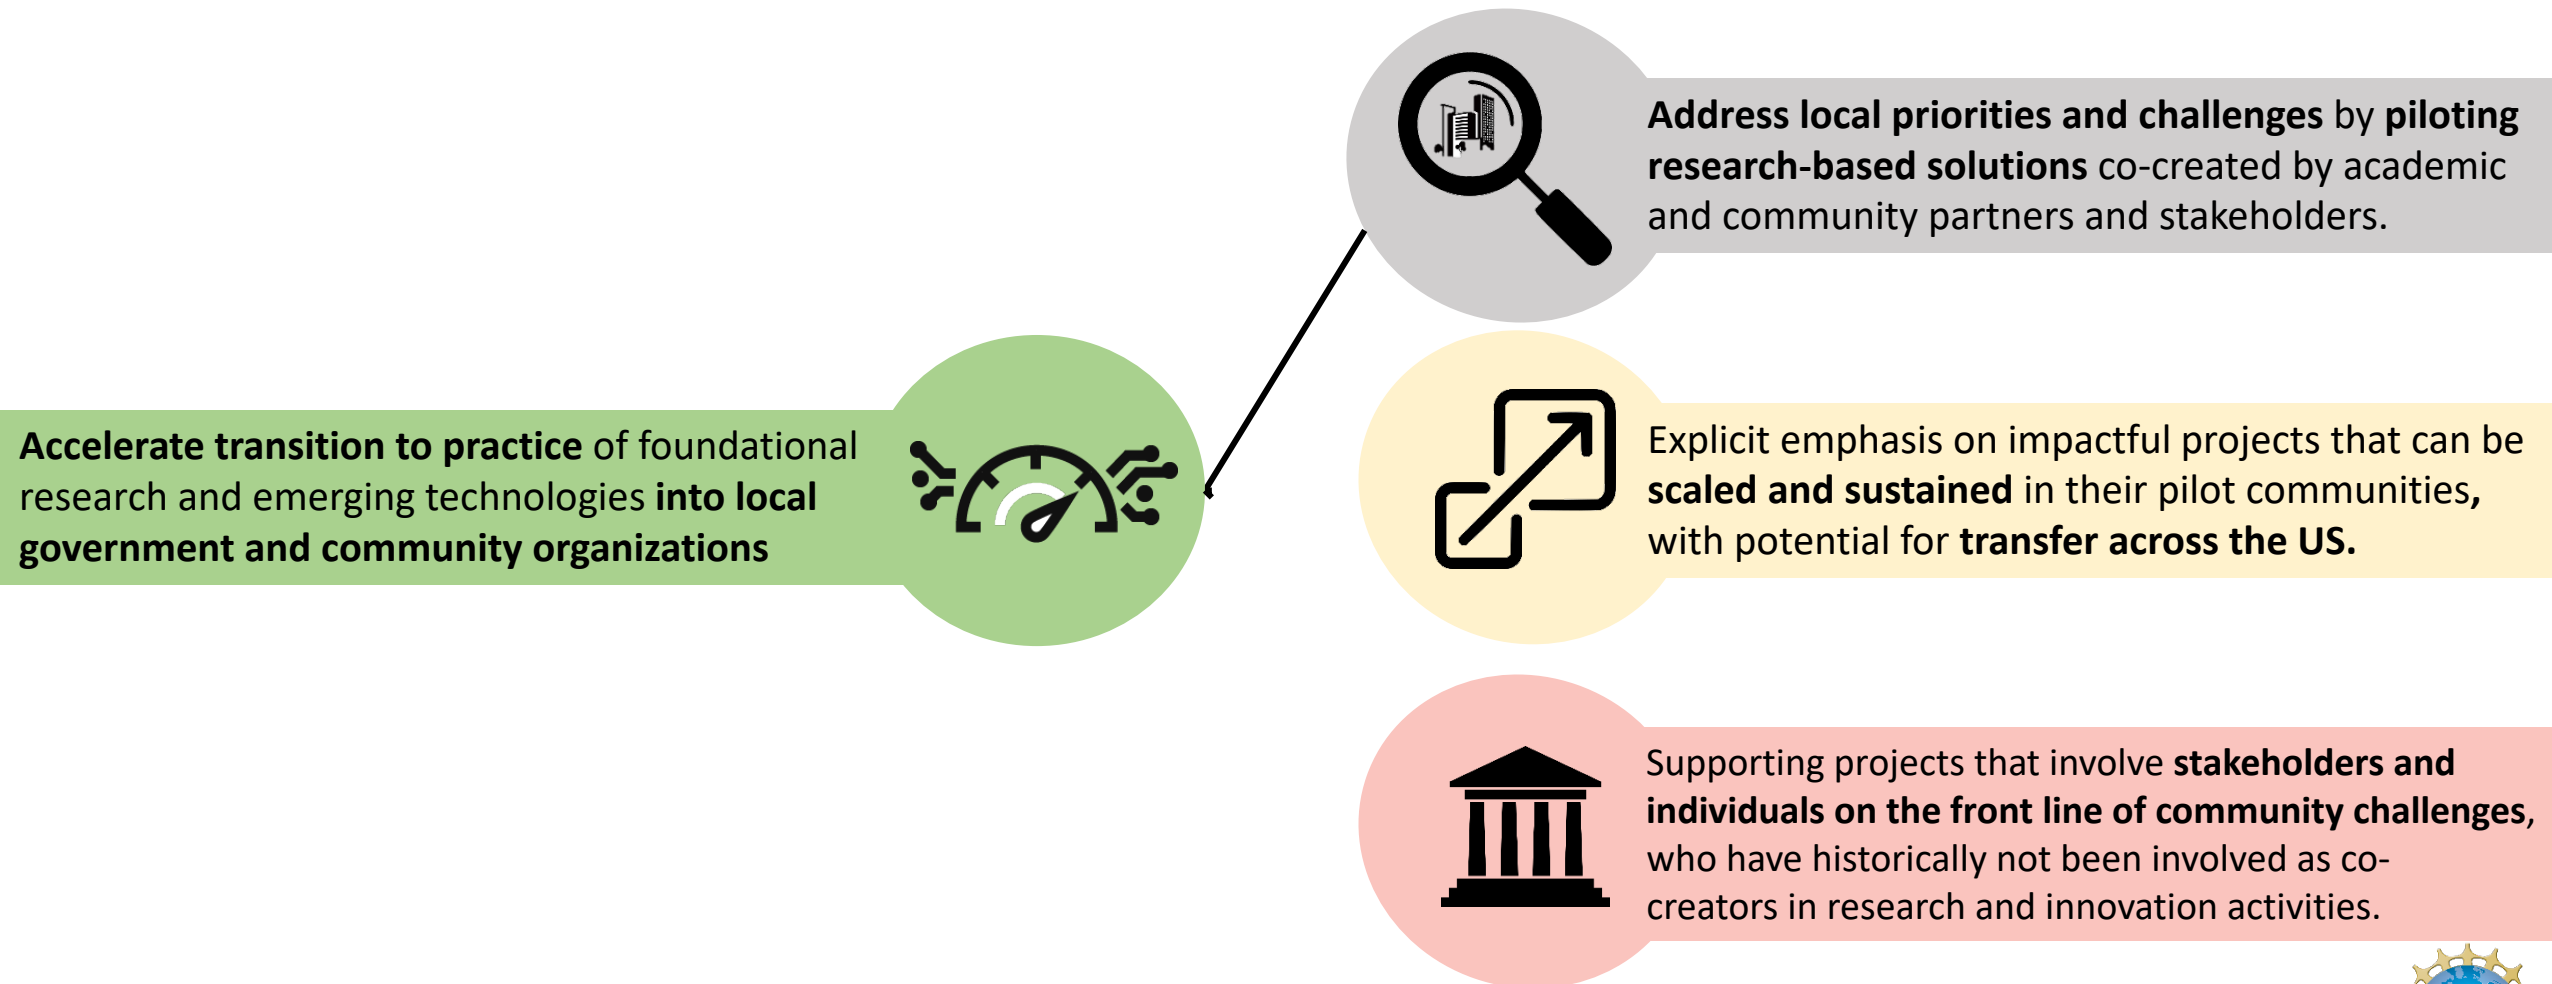 Accelerate transition to practice of foundational
research and emerging technologies into local
government and community organizations
Address local priorities and challenges by piloting
research-based solutions co-created by academic
and community partners and stakeholders.
Explicit emphasis on impactful projects that can be
scaled and sustained in their pilot communities,
with potential for transfer across the US.
Supporting projects that involve stakeholders and
individuals on the front line of community challenges,
who have historically not been involved as co-
creators in research and innovation activities.